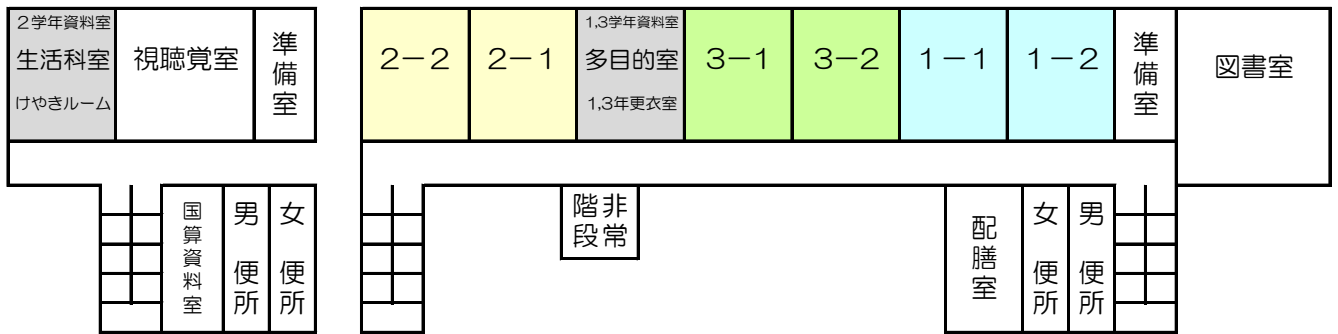 2学年資料室
生活科室
けやきルーム
視聴覚室
準備室
2－2
2－1
1,3学年資料室
多目的室
1,3年更衣室
3－1
3－2
1－1
1－2
準備室
図書室
国算資料室
男便所
女便所
非常
階段
配膳室
女便所
男便所